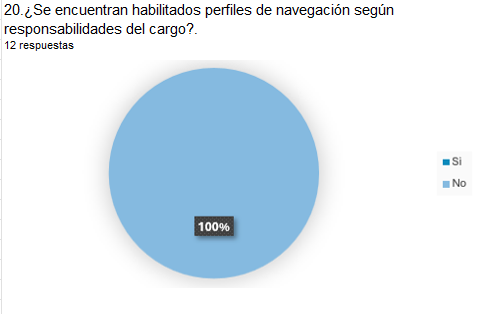 20.¿Se encuentran habilitados perfiles de navegación según
responsabilidades del cargo?.
12 respuestas
Si
No
100%